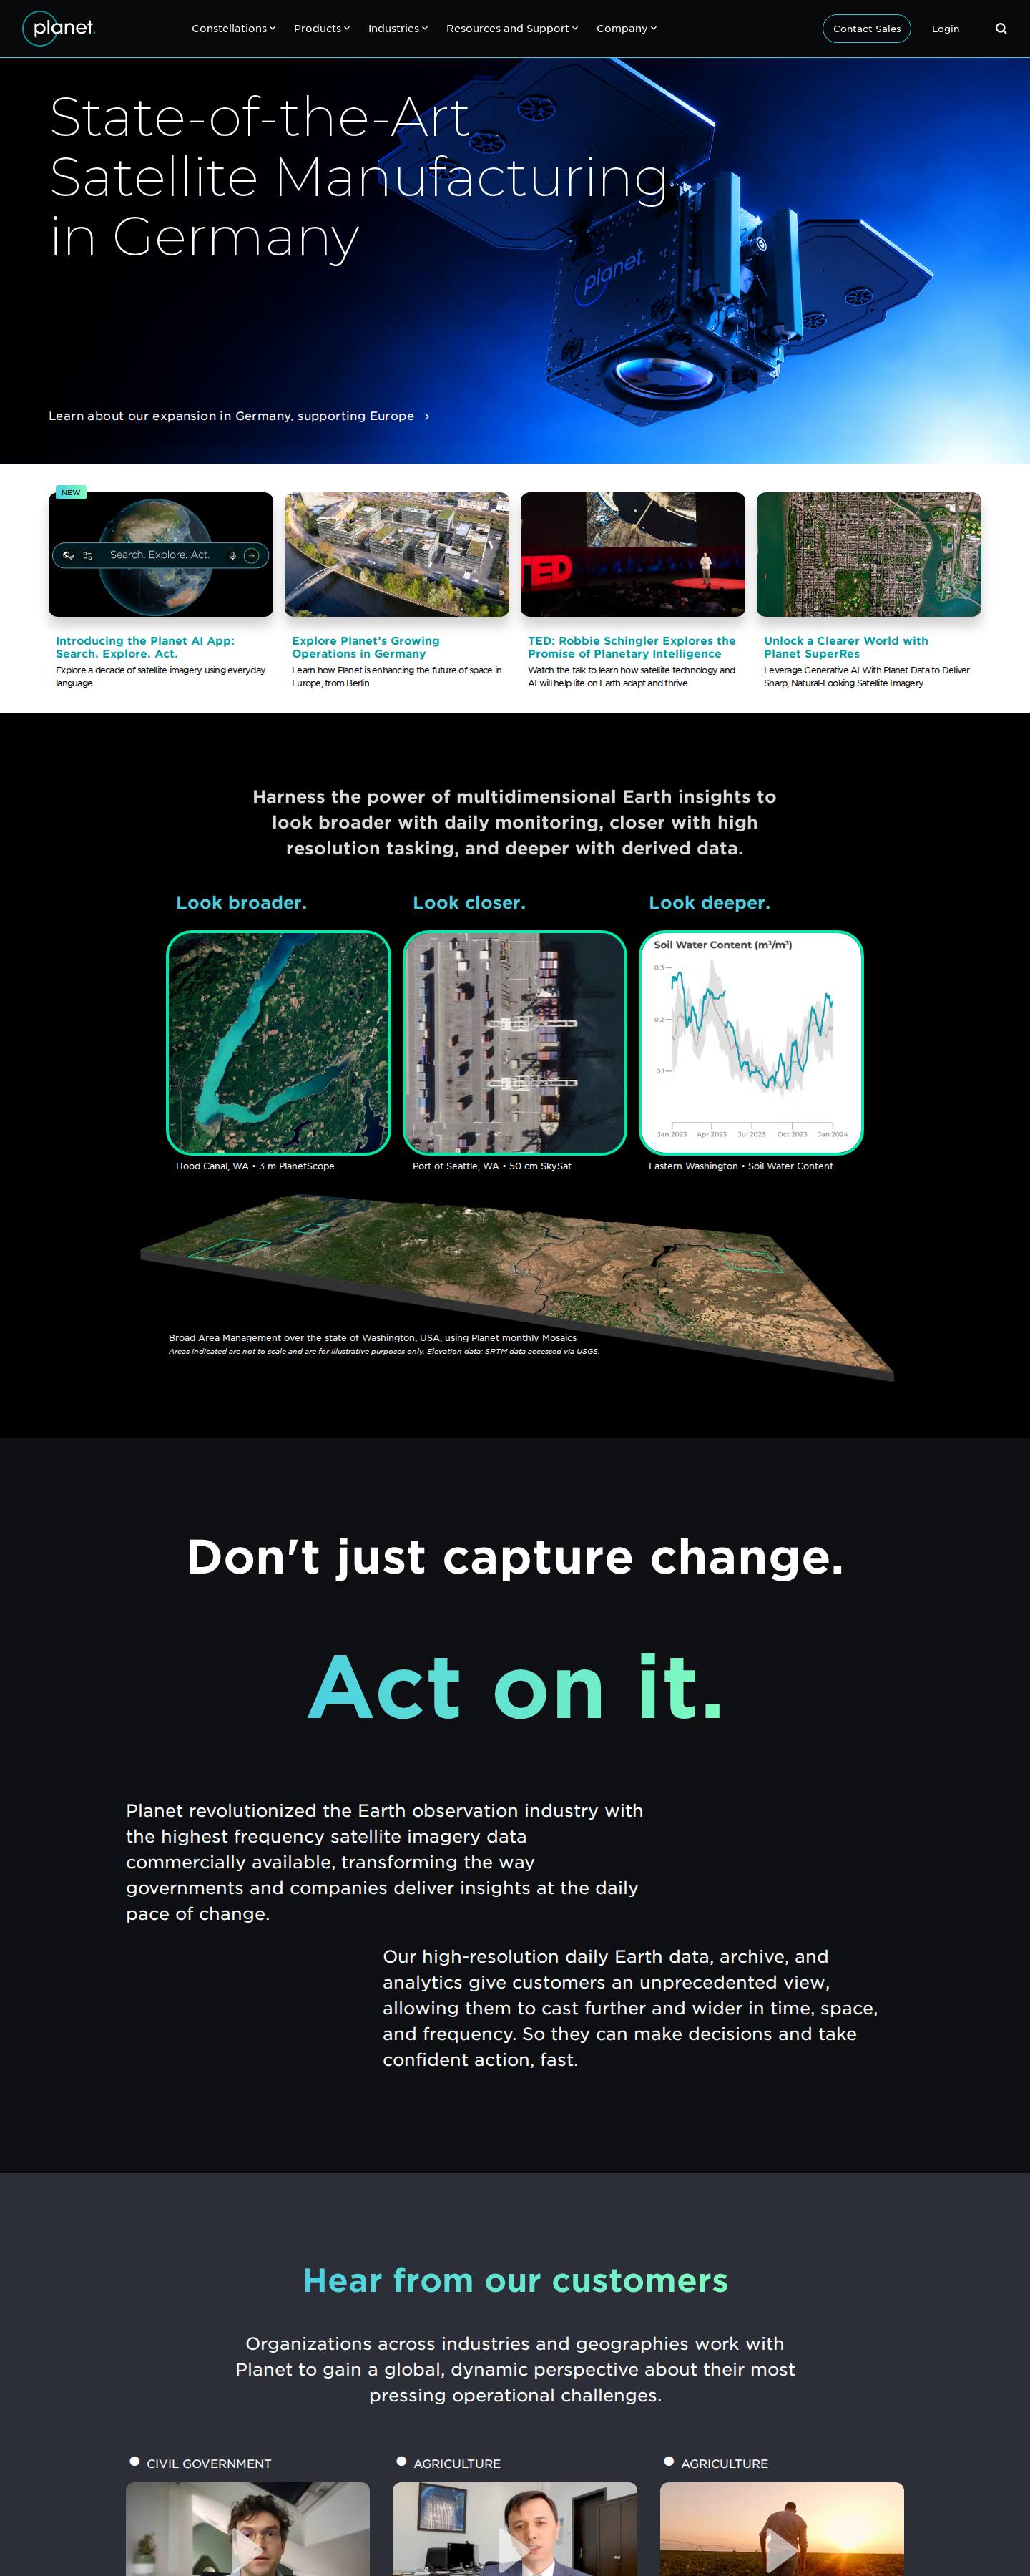 planet.
Constellations
Products
Industries
Resources and Support
Company
Contact Sales
Login
State-of-the-Art
Satellite Manufacturing
in Germany
planet.
Learn about our expansion in Germany, supporting Europe
NEW
Search. Explore. Act.
TED
Introducing the Planet AI App:
Search. Explore. Act.
Explore a decade of satellite imagery using everyday
language.
Explore Planet's Growing
Operations in Germany
Learn how Planet is enhancing the future of space in
Europe, from Berlin
TED: Robbie Schingler Explores the
Promise of Planetary Intelligence
Watch the talk to learn how satellite technology and
AI will help life on Earth adapt and thrive
Unlock a Clearer World with
Planet SuperRes
Leverage Generative AI With Planet Data to Deliver
Sharp, Natural-Looking Satellite Imagery
Harness the power of multidimensional Earth insights to
look broader with daily monitoring, closer with high
resolution tasking, and deeper with derived data.
Look broader.
Look closer.
Look deeper.
Soil Water Content (m³/m³)
0.3
0.2
0.1
Jan 2023 Apr 2023 Jul 2023 Oct 2023 Jan 2024
Hood Canal, WA • 3 m PlanetScope
Port of Seattle, WA • 50 cm SkySat
Eastern Washington • Soil Water Content
Broad Area Management over the state of Washington, USA, using Planet monthly Mosaics
Areas indicated are not to scale and are for illustrative purposes only. Elevation data: SRTM data accessed via USGS.
Don't just capture change.
Act on it.
Planet revolutionized the Earth observation industry with
the highest frequency satellite imagery data
commercially available, transforming the way
governments and companies deliver insights at the daily
pace of change.
Our high-resolution daily Earth data, archive, and
analytics give customers an unprecedented view,
allowing them to cast further and wider in time, space,
and frequency. So they can make decisions and take
confident action, fast.
Hear from our customers
Organizations across industries and geographies work with
Planet to gain a global, dynamic perspective about their most
pressing operational challenges.
CIVIL GOVERNMENT
AGRICULTURE
AGRICULTURE